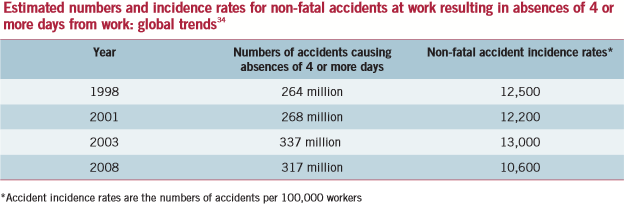 Estimated numbers and incidence rates for non-fatal accidents at work resulting in absences of 4 or
more days from work: global trends³⁴
Year Numbers of accidents causing absences of 4 or more days Non-fatal accident incidence rates*
1998 264 million 12,500
2001 268 million 12,200
2003 337 million 13,000
2008 317 million 10,600
*Accident incidence rates are the numbers of accidents per 100,000 workers